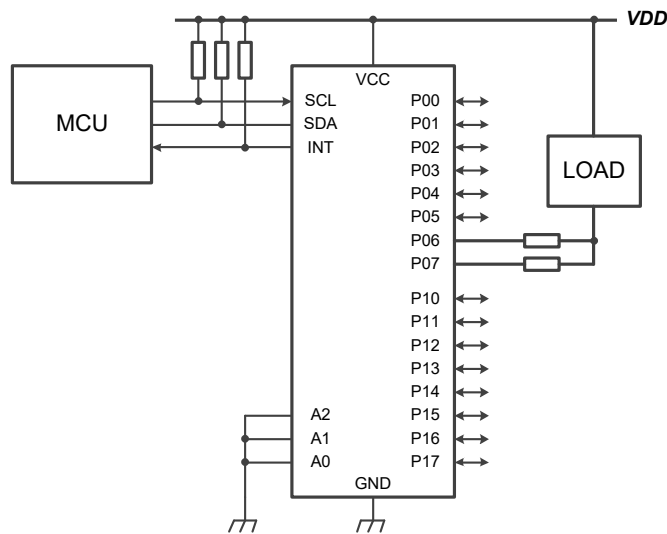 VDD
VCC
MCU
SCL
SDA
INT
A2
A1
A0
P00
P01
P02
P03
P04
P05
P06
P07
P10
P11
P12
P13
P14
P15
P16
P17
GND
LOAD